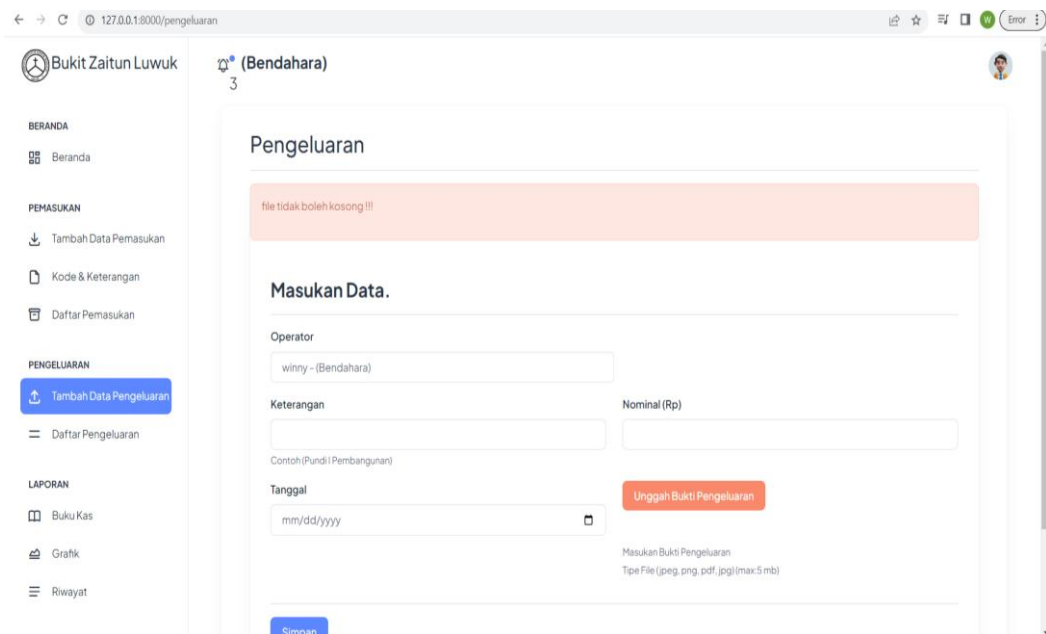 127.0.0.1:8000/pengeluaran
W
Error
Bukit Zaitun Luwuk
(Bendahara)
3
BERANDA
Beranda
PEMASUKAN
Tambah Data Pemasukan
Kode & Keterangan
Daftar Pemasukan
PENGELUARAN
Tambah Data Pengeluaran
Daftar Pengeluaran
LAPORAN
Buku Kas
Grafik
Riwayat
Pengeluaran
file tidak boleh kosong !!!
Masukan Data.
Operator
winny - (Bendahara)
Keterangan
Nominal (Rp)
Contoh (Pundi I Pembangunan)
Tanggal
Unggah Bukti Pengeluaran
mm/dd/yyyy
Masukan Bukti Pengeluaran
Tipe File (jpeg, png, pdf, jpg) (max:5 mb)
Simpan